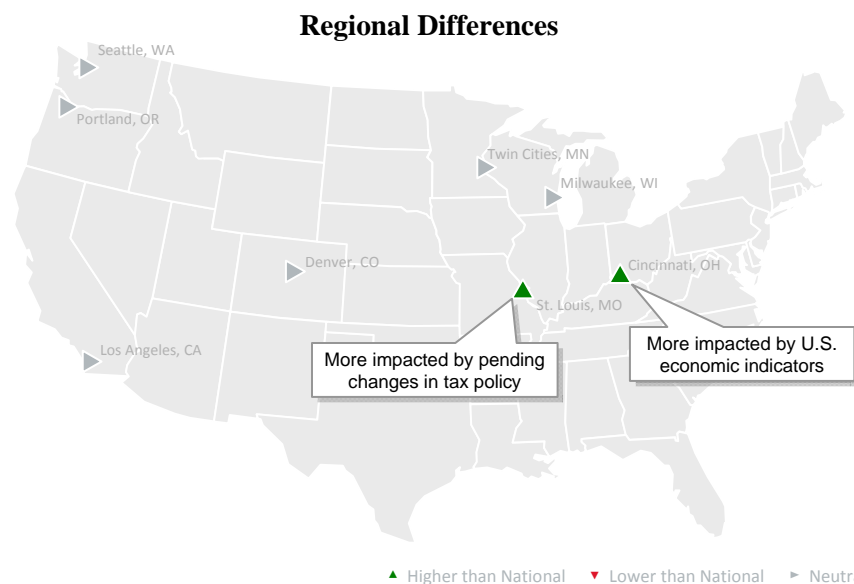 Regional Differences
Seattle, WA
Portland, OR
Twin Cities, MN
Milwaukee, WI
Denver, CO
Cincinnati, OH
St. Louis, MO
Los Angeles, CA
More impacted by pending
changes in tax policy
More impacted by U.S.
economic indicators
Higher than National Lower than National Neutr